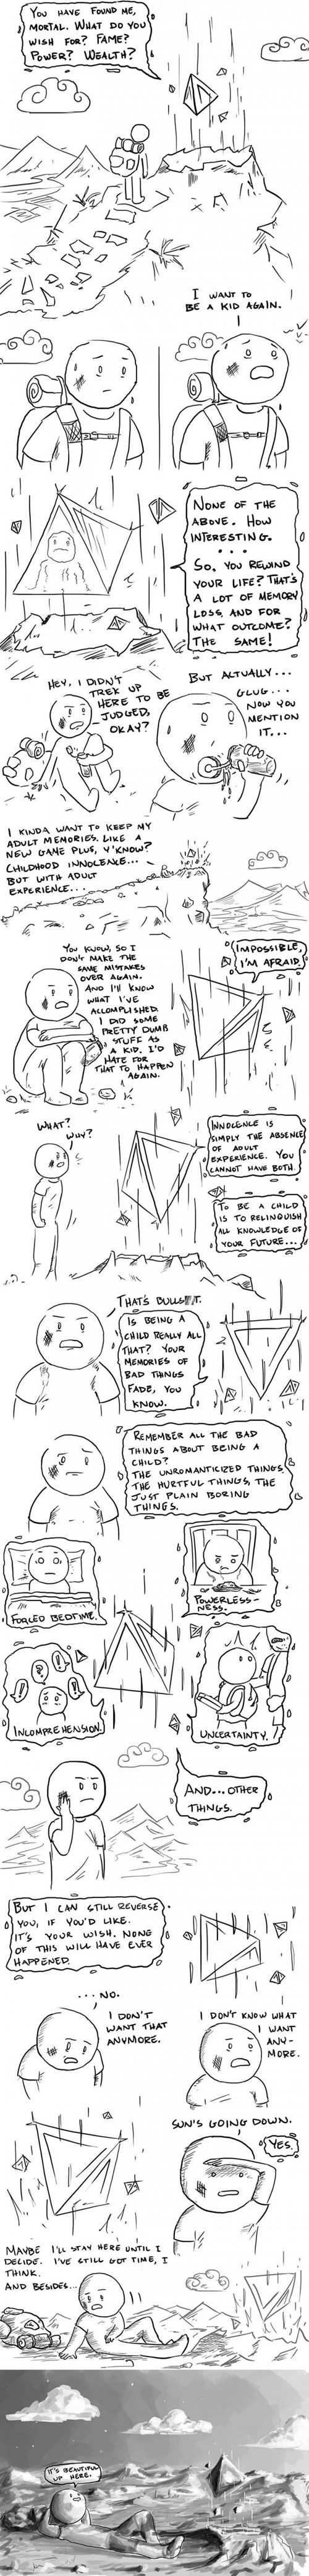 YOU HAVE FOUND ME,
MORTAL. WHAT DO YOU
WISH FOR? FAME?
POWER? WEALTH?
I WANT TO
BE A KID AGAIN.
NONE OF THE
ABOVE. HOW
INTERESTING.
...
SO, YOU REWIND
YOUR LIFE? THAT'S
A LOT OF MEMORY
LOSS, AND FOR
WHAT OUTCOME?
THE SAME!
HEY, I DIDN'T
TREK UP
HERE TO BE
JUDGED,
OKAY?
BUT ACTUALLY...
GLUG...
NOW YOU
MENTION
IT...
I KINDA WANT TO KEEP MY
ADULT MEMORIES. LIKE A
NEW GAME PLUS, Y'KNOW?
CHILDHOOD INNOCENCE...
BUT WITH ADULT
EXPERIENCE...
YOU KNOW, SO I
DON'T MAKE THE
SAME MISTAKES
OVER AGAIN.
AND I'LL KNOW
WHAT I'VE
ACCOMPLISHED.
I DID SOME
PRETTY DUMB
STUFF AS
A KID. I'D
HATE FOR
THAT TO HAPPEN
AGAIN.
IMPOSSIBLE,
I'M AFRAID.
WHAT?
WHY?
INNOCENCE IS
SIMPLY THE ABSENCE
OF ADULT
EXPERIENCE. YOU
CANNOT HAVE BOTH.
TO BE A CHILD
IS TO RELINQUISH
ALL KNOWLEDGE OF
YOUR FUTURE...
THAT'S BULLS**T.
IS BEING A
CHILD REALLY ALL
THAT? YOUR
MEMORIES OF
BAD THINGS
FADE, YOU
KNOW.
REMEMBER ALL THE BAD
THINGS ABOUT BEING A
CHILD?
THE UNROMANTICIZED THINGS,
THE HURTFUL THINGS, THE
JUST PLAIN BORING
THINGS.
FORCED BEDTIME.
POWERLESS-
NESS.
INCOMPREHENSION.
UNCERTAINTY.
AND... OTHER
THINGS.
BUT I CAN STILL REVERSE
YOU, IF YOU'D LIKE.
IT'S YOUR WISH. NONE
OF THIS WILL HAVE EVER
HAPPENED.
...NO.
I DON'T
WANT THAT
ANYMORE.
I DON'T KNOW WHAT
I WANT
ANY-
MORE.
SUN'S GOING DOWN.
YES.
MAYBE I'LL STAY HERE UNTIL I
DECIDE. I'VE STILL GOT TIME, I
THINK.
AND BESIDES...
IT'S BEAUTIFUL
UP HERE.